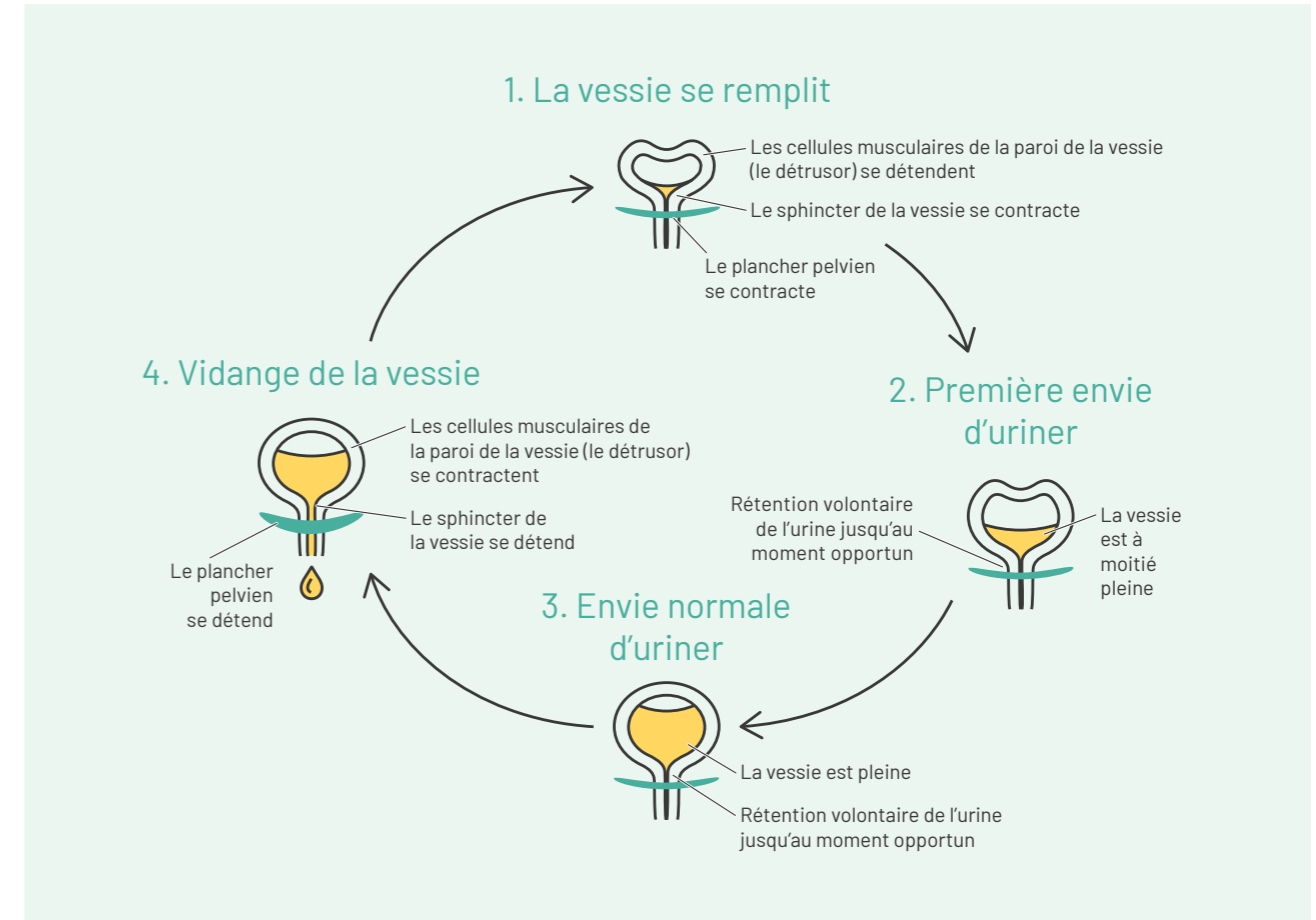 1. La vessie se remplit
Les cellules musculaires de la paroi de la vessie
(le détrusor) se détendent
Le sphincter de la vessie se contracte
Le plancher pelvien
se contracte
2. Première envie
d’uriner
Rétention volontaire
de l’urine jusqu’au
moment opportun
La vessie
est à
moitié
pleine
3. Envie normale
d’uriner
La vessie est pleine
Rétention volontaire de l’urine
jusqu’au moment opportun
4. Vidange de la vessie
Les cellules musculaires de
la paroi de la vessie (le détrusor)
se contractent
Le sphincter de
la vessie se détend
Le plancher
pelvien
se détend